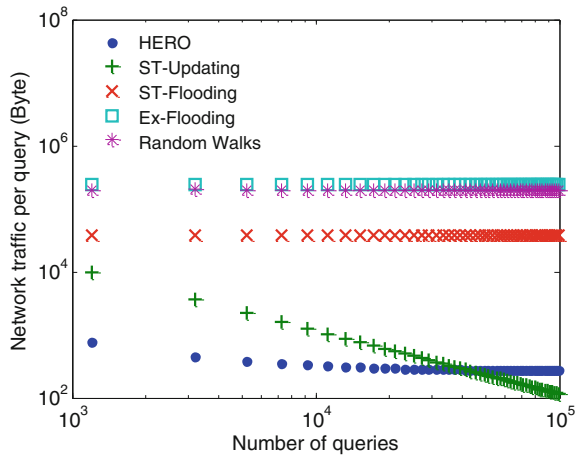 10^8
10^6
10^4
10^2
Network traffic per query (Byte)
HERO
ST-Updating
ST-Flooding
Ex-Flooding
Random Walks
10^3
10^4
10^5
Number of queries